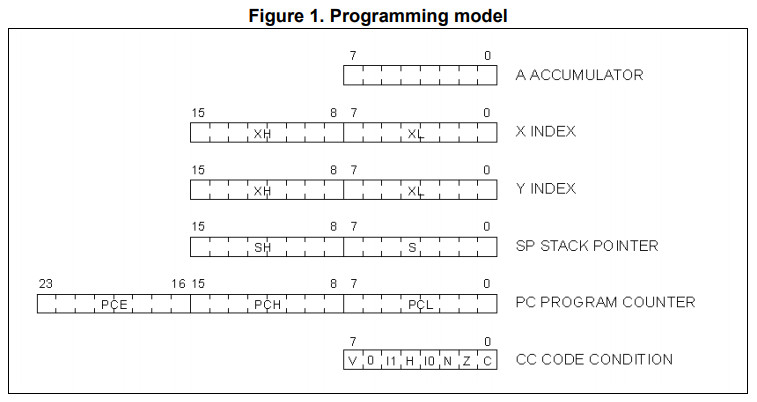 Figure 1. Programming model
7 0
A ACCUMULATOR
15 8 7 0
XH XL X INDEX
15 8 7 0
XH XL Y INDEX
15 8 7 0
SH S SP STACK POINTER
23 16 15 8 7 0
PCE PCH PCL PC PROGRAM COUNTER
7 0
V 0 I1 H I0 N Z C CC CODE CONDITION